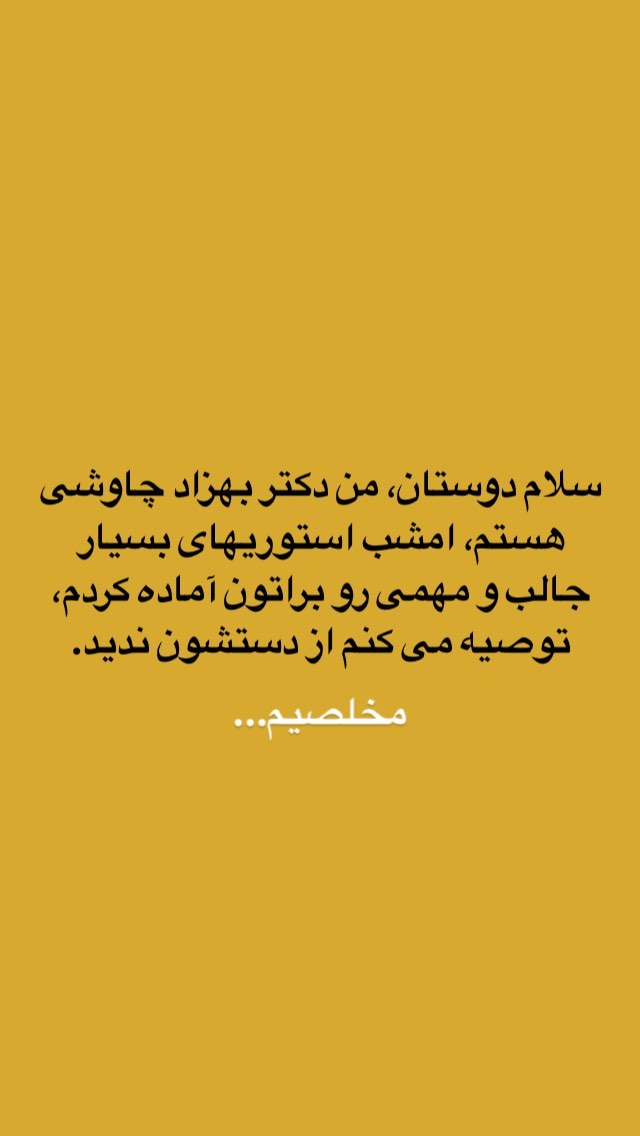 سلام دوستان، من دکتر بهزاد چاوشی
هستم، امشب استوریهای بسیار
جالب و مهمی رو براتون آماده کردم،
توصیه می کنم از دستشون ندید.
مخلصیم...